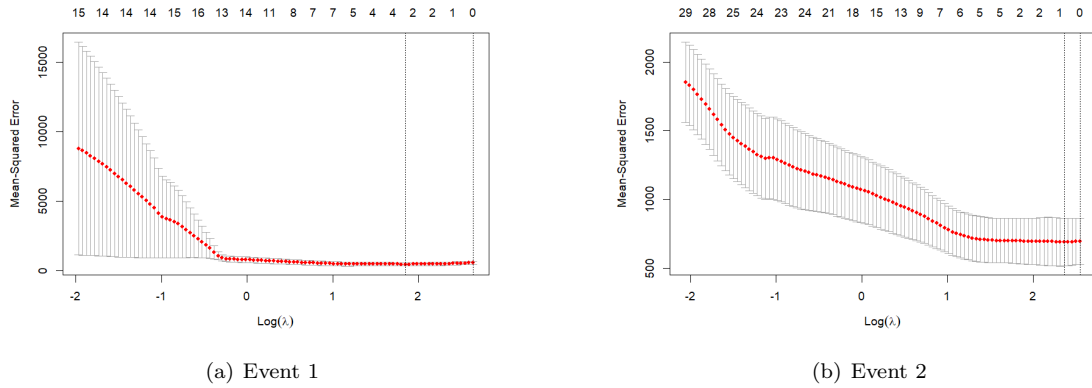 15 14 14 14 13 14 11 8 7 7 5 4 4 2 2 1 0
Mean-Squared Error
15000
10000
5000
0
-2 -1 0 1 2
Log(λ)
(a) Event 1
29 28 25 24 23 24 21 18 15 13 9 7 6 5 5 2 2 1 0
Mean-Squared Error
2000
1500
1000
500
-2 -1 0 1 2
Log(λ)
(b) Event 2